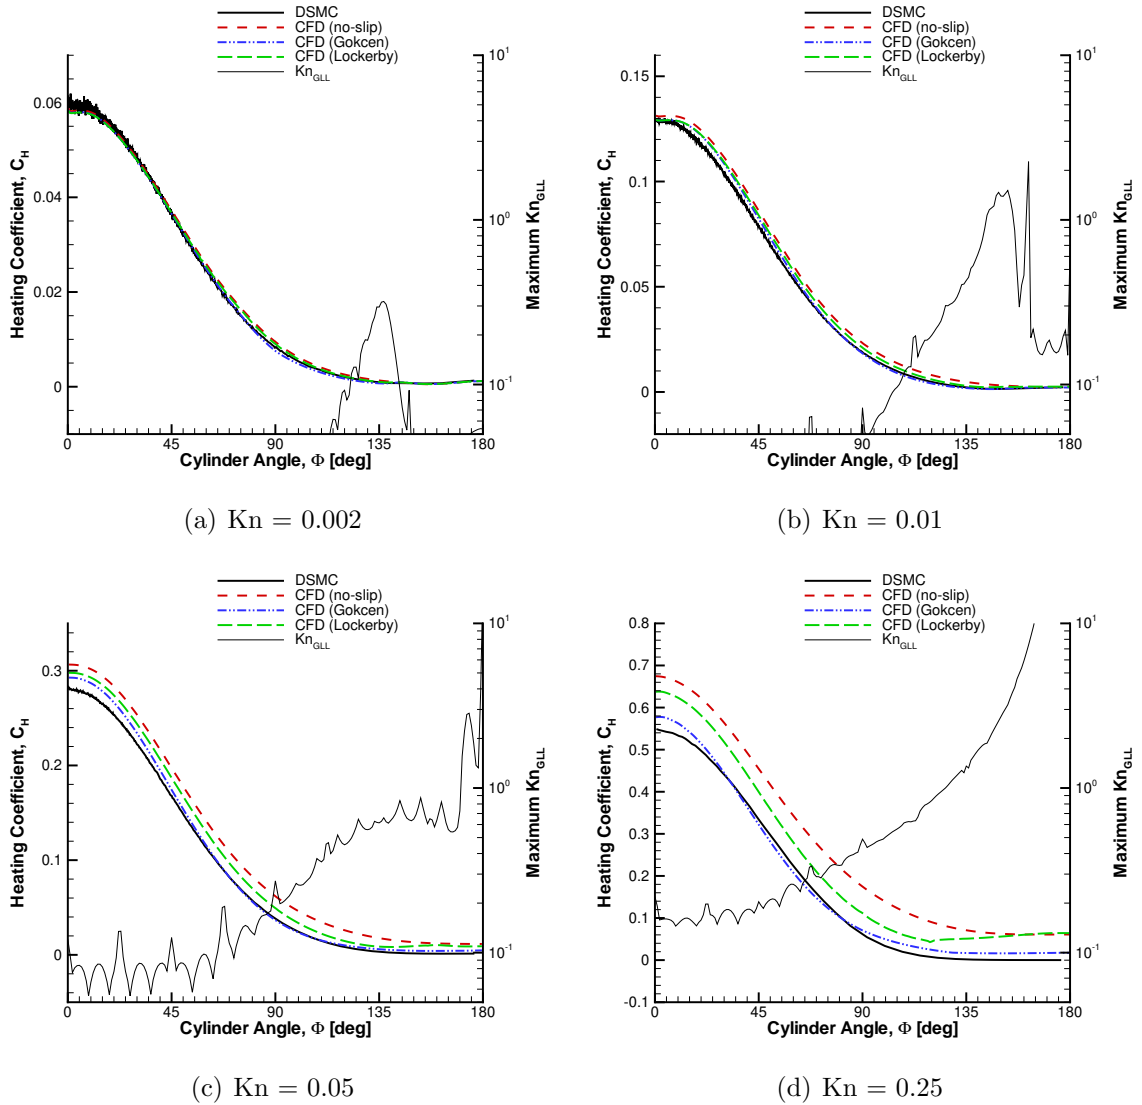 DSMC
CFD (no-slip)
CFD (Gokcen)
CFD (Lockerby)
Kn_GLL
Heating Coefficient, C_H
0.06
0.04
0.02
0
0 45 90 135 180
Cylinder Angle, Φ [deg]
10^1
10^0
10^-1
Maximum Kn_GLL
(a) Kn = 0.002
DSMC
CFD (no-slip)
CFD (Gokcen)
CFD (Lockerby)
Kn_GLL
Heating Coefficient, C_H
0.15
0.1
0.05
0
0 45 90 135 180
Cylinder Angle, Φ [deg]
10^1
10^0
10^-1
Maximum Kn_GLL
(b) Kn = 0.01
DSMC
CFD (no-slip)
CFD (Gokcen)
CFD (Lockerby)
Kn_GLL
Heating Coefficient, C_H
0.3
0.2
0.1
0
0 45 90 135 180
Cylinder Angle, Φ [deg]
10^1
10^0
10^-1
Maximum Kn_GLL
(c) Kn = 0.05
DSMC
CFD (no-slip)
CFD (Gokcen)
CFD (Lockerby)
Kn_GLL
Heating Coefficient, C_H
0.8
0.7
0.6
0.5
0.4
0.3
0.2
0.1
0
-0.1
0 45 90 135 180
Cylinder Angle, Φ [deg]
10^1
10^0
10^-1
Maximum Kn_GLL
(d) Kn = 0.25